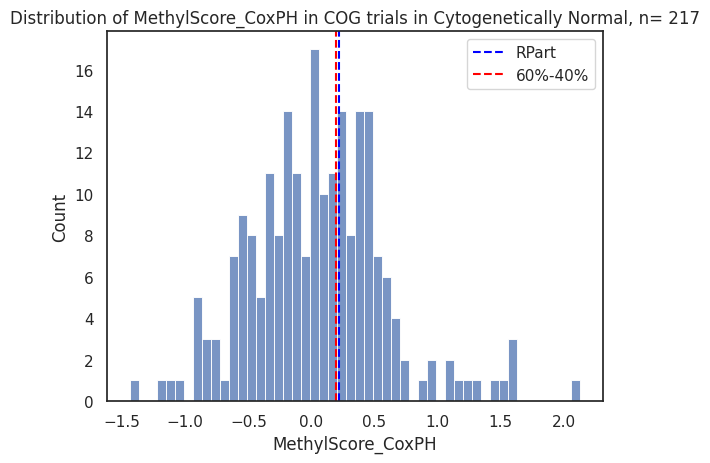 Distribution of MethylScore_CoxPH in COG trials in Cytogenetically Normal, n= 217
RPart
60%-40%
16
14
12
10
8
6
4
2
0
Count
−1.5 −1.0 −0.5 0.0 0.5 1.0 1.5 2.0
MethylScore_CoxPH